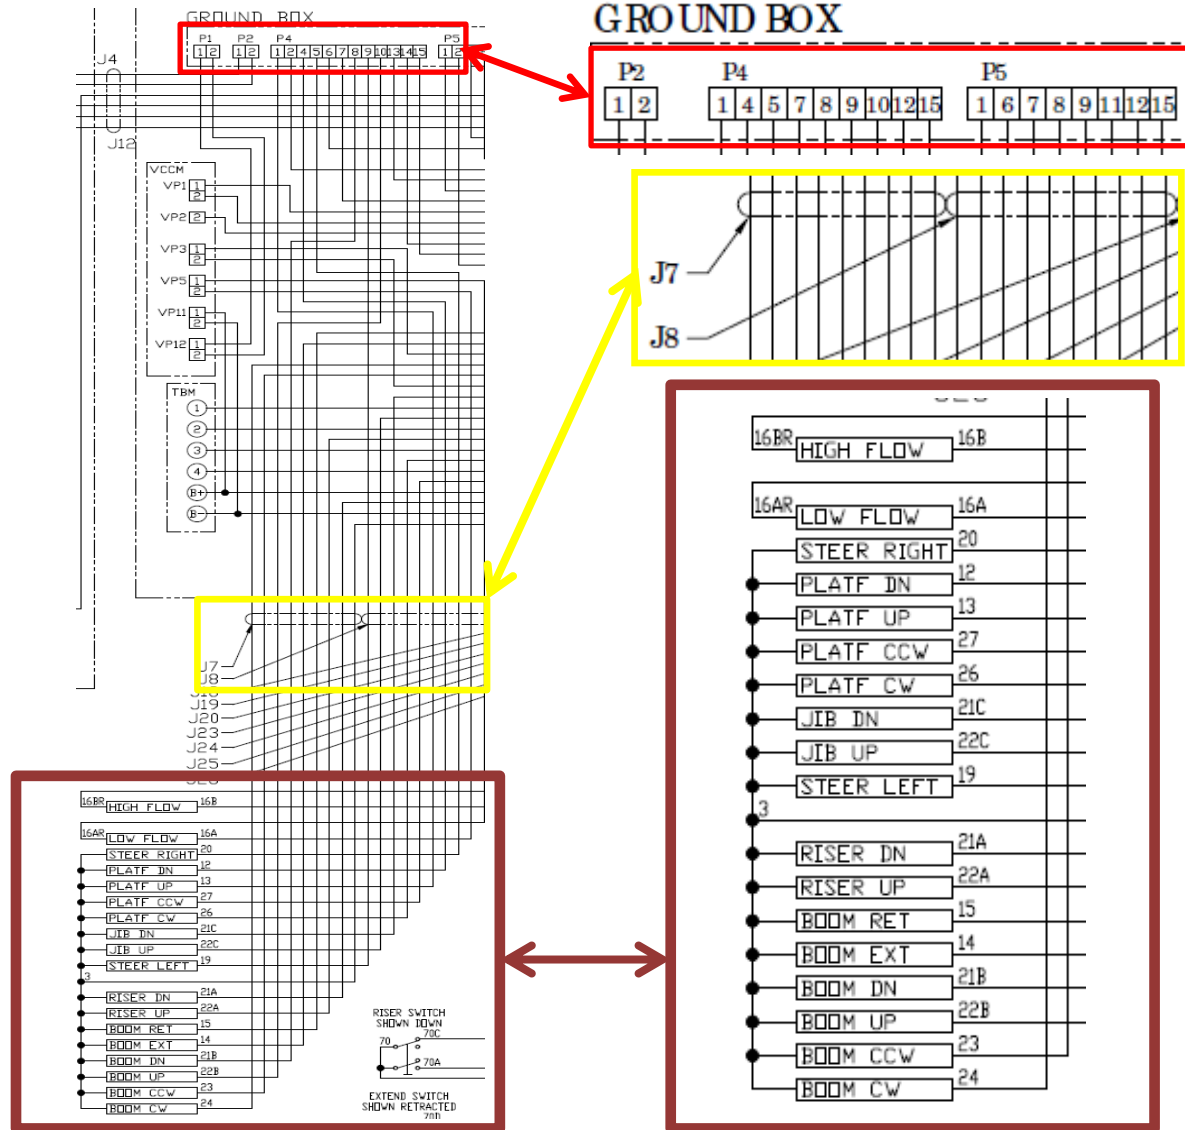 GROUND BOX
P1 P2 P4 P5
1 2 1 2 1 2 4 5 6 7 8 9 10 13 14 15 1 2
J4
J12
VCCM
VP1 1
2
VP2 2
VP3 1
2
VP5 1
2
VP11 1
2
VP12 1
2
TBM
1
2
3
4
B+
B-
J7
J8
J19
J20
J23
J24
J25
16BR HIGH FLOW 16B
16AR LOW FLOW 16A
STEER RIGHT 20
PLATF DN 12
PLATF UP 13
PLATF CCW 27
PLATF CW 26
JIB DN 21C
JIB UP 22C
STEER LEFT 19
3
RISER DN 21A
RISER UP 22A
BOOM RET 15
BOOM EXT 14
BOOM DN 21B
BOOM UP 22B
BOOM CCW 23
BOOM CW 24
RISER SWITCH
SHOWN DOWN
70 70C
70A
EXTEND SWITCH
SHOWN RETRACTED
70D
GROUND BOX
P2 P4 P5
1 2 1 4 5 7 8 9 10 12 15 1 6 7 8 9 11 12 15
J7
J8
16BR HIGH FLOW 16B
16AR LOW FLOW 16A
STEER RIGHT 20
PLATF DN 12
PLATF UP 13
PLATF CCW 27
PLATF CW 26
JIB DN 21C
JIB UP 22C
STEER LEFT 19
3
RISER DN 21A
RISER UP 22A
BOOM RET 15
BOOM EXT 14
BOOM DN 21B
BOOM UP 22B
BOOM CCW 23
BOOM CW 24